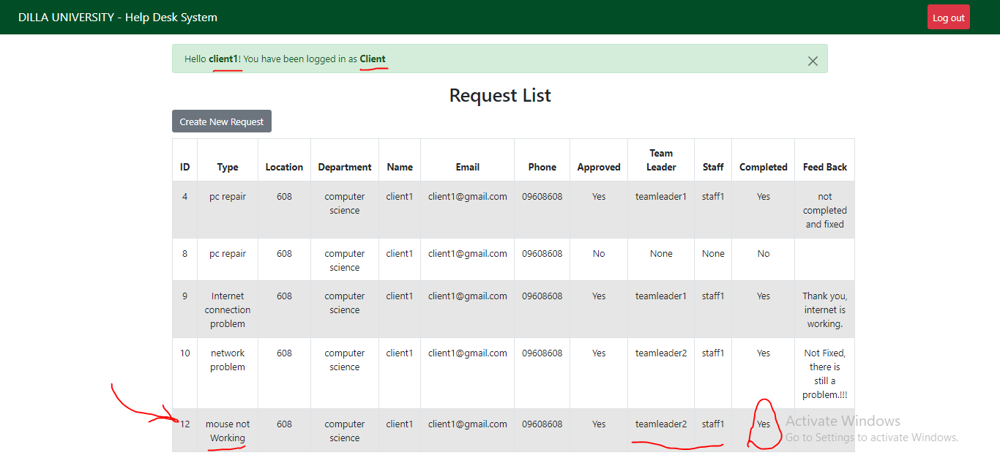 DILLA UNIVERSITY - Help Desk System
Log out
Hello client1! You have been logged in as Client
Request List
Create New Request
ID Type Location Department Name Email Phone Approved Team Leader Staff Completed Feed Back
4 pc repair 608 computer science client1 client1@gmail.com 09608608 Yes teamleader1 staff1 Yes not completed and fixed
8 pc repair 608 computer science client1 client1@gmail.com 09608608 No None None No
9 Internet connection problem 608 computer science client1 client1@gmail.com 09608608 Yes teamleader1 staff1 Yes Thank you, internet is working.
10 network problem 608 computer science client1 client1@gmail.com 09608608 Yes teamleader2 staff1 Yes Not Fixed, there is still a problem.!!!
12 mouse not Working 608 computer science client1 client1@gmail.com 09608608 Yes teamleader2 staff1 Yes
Activate Windows
Go to Settings to activate Windows.